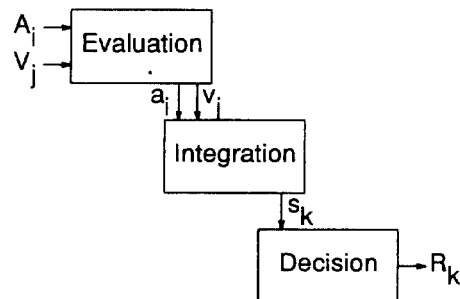 A_i
Evaluation
V_j
a_i v_j
Integration
s_k
Decision R_k